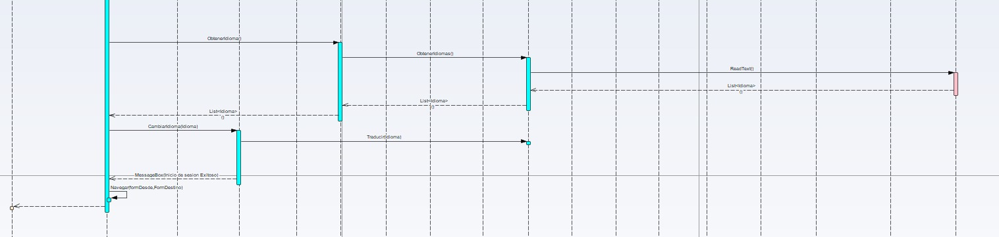 ObtenerIdioma()
ObtenerIdiomas()
ReadText()
List<Idioma>
()
List<Idioma>
()
List<Idioma>
()
CambiarIdioma(Idioma)
Traducir(Idioma)
MessageBox(Inicio de sesion Exitoso)
Navegar(formDesde,FormDestino)